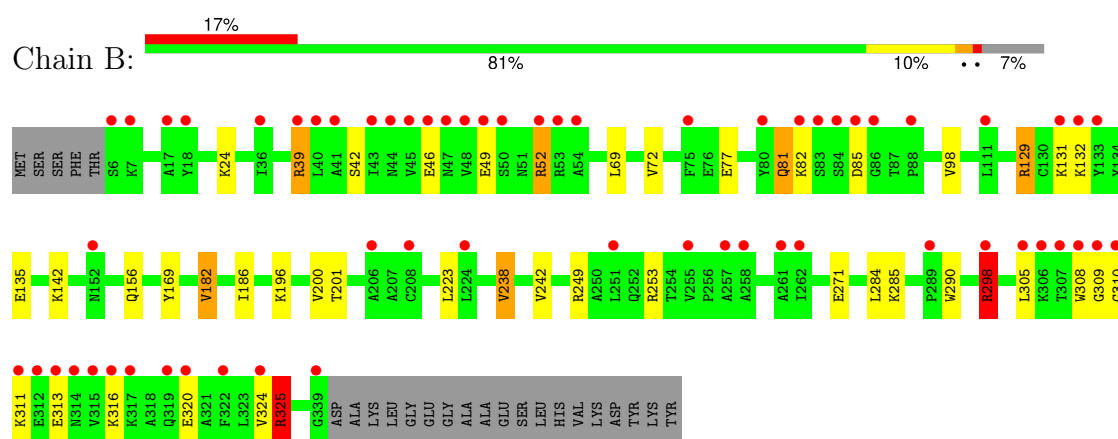 17%
Chain B:
81% 10% • • 7%
MET SER SER PHE THR S6 K7 A17 Y18 K24 I36 R39 L40 A41 S42 I43 N44 V45 E46 N47 V48 E49 S50 N51 R52 R53 A54 L69 V72 F75 E76 E77 Y80 Q81 K82 S83 S84 D85 G86 T87 P88 V98 L111 R129 C130 K131 K132 Y133 Y134
E135 K142 N152 Q156 Y169 V182 I186 K196 V200 T201 A206 A207 C208 L223 L224 V238 V242 R249 A250 L251 Q252 R253 T254 V255 P256 A257 A258 A261 I262 E271 L284 K285 P289 W290 R298 L305 K306 T307 W308 G309 G310
K311 E312 E313 N314 V315 K316 K317 A318 Q319 E320 A321 F322 L323 V324 R325 G339 ASP ALA LYS LEU GLY GLU GLY ALA ALA GLU SER LEU HIS VAL LYS ASP TYR LYS TYR